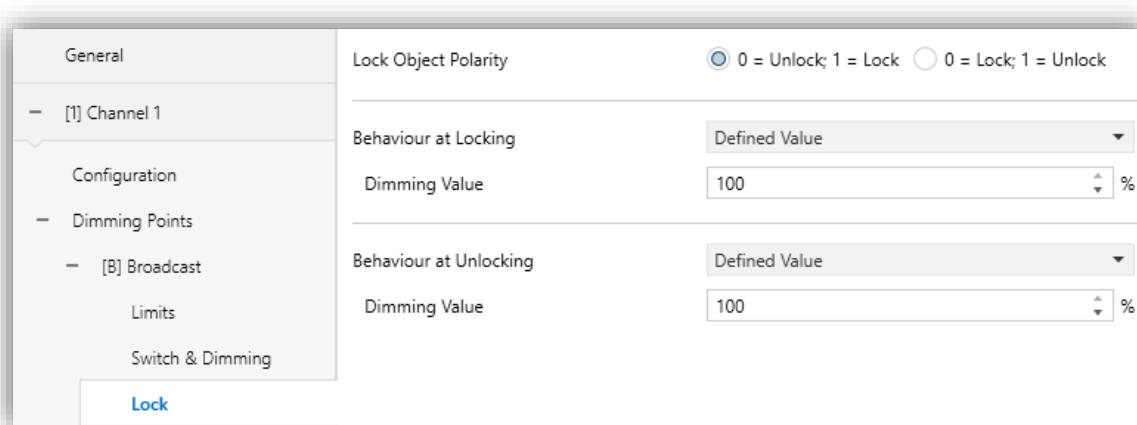 General
[1] Channel 1
Configuration
Dimming Points
[B] Broadcast
Limits
Switch & Dimming
Lock
Lock Object Polarity
0 = Unlock; 1 = Lock 0 = Lock; 1 = Unlock
Behaviour at Locking Defined Value
Dimming Value 100 %
Behaviour at Unlocking Defined Value
Dimming Value 100 %